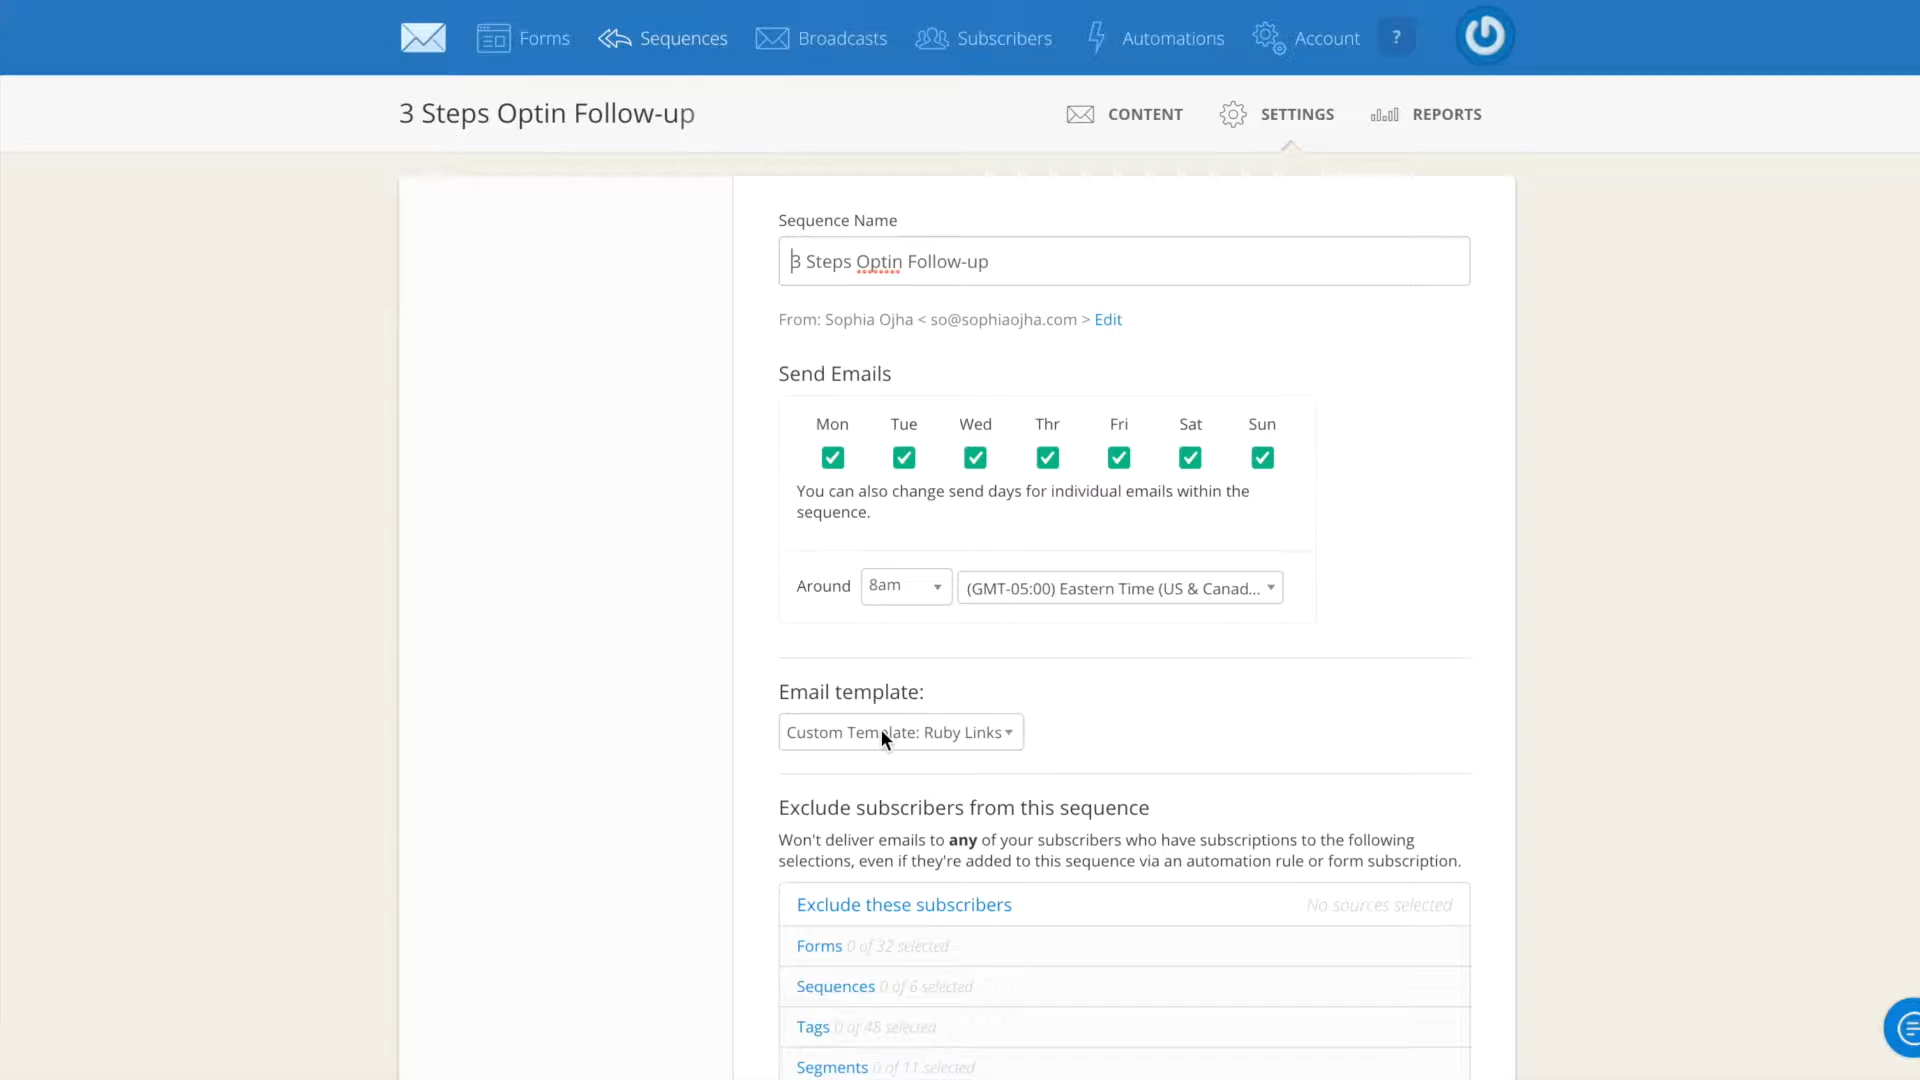 Forms Sequences Broadcasts Subscribers Automations Account ?
3 Steps Optin Follow-up CONTENT SETTINGS REPORTS
Sequence Name
3 Steps Optin Follow-up
From: Sophia Ojha < so@sophiaojha.com > Edit
Send Emails
Mon Tue Wed Thr Fri Sat Sun
You can also change send days for individual emails within the
sequence.
Around 8am (GMT-05:00) Eastern Time (US & Canad...
Email template:
Custom Template: Ruby Links
Exclude subscribers from this sequence
Won't deliver emails to any of your subscribers who have subscriptions to the following
selections, even if they're added to this sequence via an automation rule or form subscription.
Exclude these subscribers No sources selected
Forms 0 of 32 selected
Sequences 0 of 6 selected
Tags 0 of 48 selected
Segments 0 of 11 selected